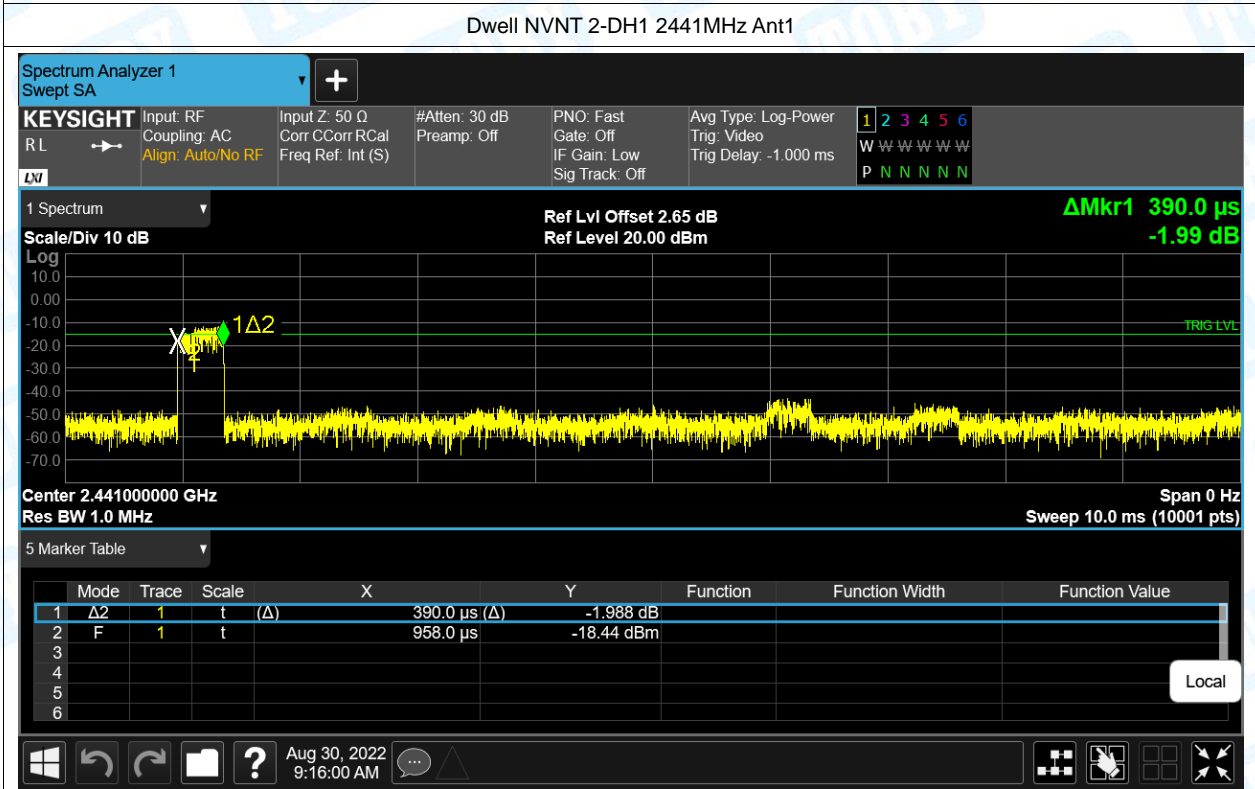 Dwell NVNT 2-DH1 2441MHz Ant1
Spectrum Analyzer 1
Swept SA
KEYSIGHT
R L
LXI
Input: RF
Coupling: AC
Align: Auto/No RF
Input Z: 50 Ω
Corr CCorr RCal
Freq Ref: Int (S)
#Atten: 30 dB
Preamp: Off
PNO: Fast
Gate: Off
IF Gain: Low
Sig Track: Off
Avg Type: Log-Power
Trig: Video
Trig Delay: -1.000 ms
1 2 3 4 5 6
W W W W W W
P N N N N N
1 Spectrum
Scale/Div 10 dB
Ref Lvl Offset 2.65 dB
Ref Level 20.00 dBm
ΔMkr1 390.0 µs
-1.99 dB
Log
10.0
0.00
-10.0
-20.0
-30.0
-40.0
-50.0
-60.0
-70.0
X
2
1Δ2
TRIG LVL
Center 2.441000000 GHz
Span 0 Hz
Res BW 1.0 MHz
Sweep 10.0 ms (10001 pts)
5 Marker Table
Mode Trace Scale X Y Function Function Width Function Value
1 Δ2 1 t (Δ) 390.0 µs (Δ) -1.988 dB
2 F 1 t 958.0 µs -18.44 dBm
3
4
5
6
Local
?
Aug 30, 2022
9:16:00 AM